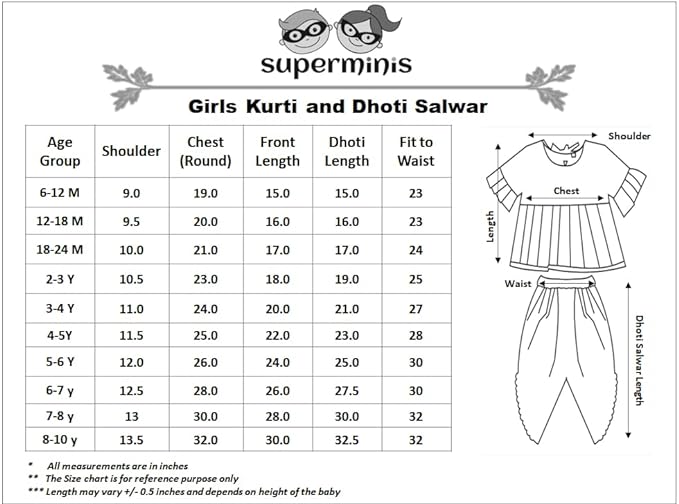 superminis
Girls Kurti and Dhoti Salwar
Age Group Shoulder Chest (Round) Front Length Dhoti Length Fit to Waist
6-12 M 9.0 19.0 15.0 15.0 23
12-18 M 9.5 20.0 16.0 16.0 23
18-24 M 10.0 21.0 17.0 17.0 24
2-3 Y 10.5 23.0 18.0 19.0 25
3-4 Y 11.0 24.0 20.0 21.0 27
4-5Y 11.5 25.0 22.0 23.0 28
5-6 Y 12.0 26.0 24.0 25.0 30
6-7 y 12.5 28.0 26.0 27.5 30
7-8 y 13 30.0 28.0 30.0 32
8-10 y 13.5 32.0 30.0 32.5 32
Shoulder
Chest
Length
Waist
Dhoti Salwar Length
* All measurements are in inches
** The Size chart is for reference purpose only
*** Length may vary +/- 0.5 inches and depends on height of the baby